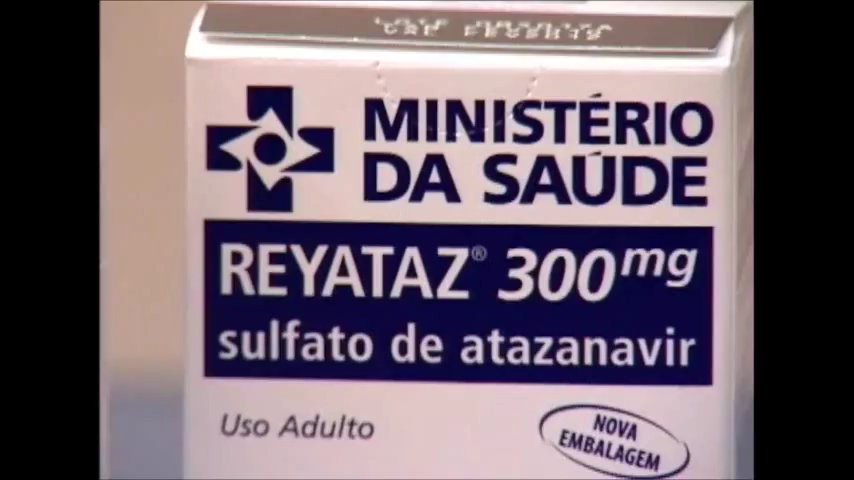 MINISTÉRIO
DA SAÚDE
REYATAZ® 300mg
sulfato de atazanavir
Uso Adulto
NOVA
EMBALAGEM